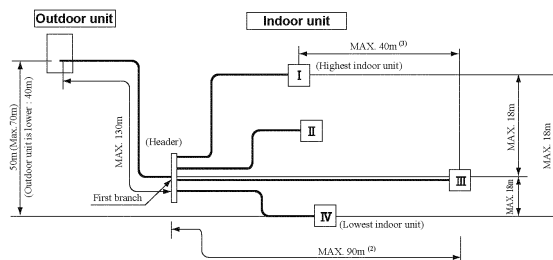 Outdoor unit
Indoor unit
MAX. 40m (3)
I
(Highest indoor unit)
50m (Max.70m)
(Outdoor unit is lower : 40m)
MAX. 130m
(Header)
II
MAX. 18m
MAX. 18m
First branch
III
MAX. 18m
IV
(Lowest indoor unit)
MAX. 90m (2)